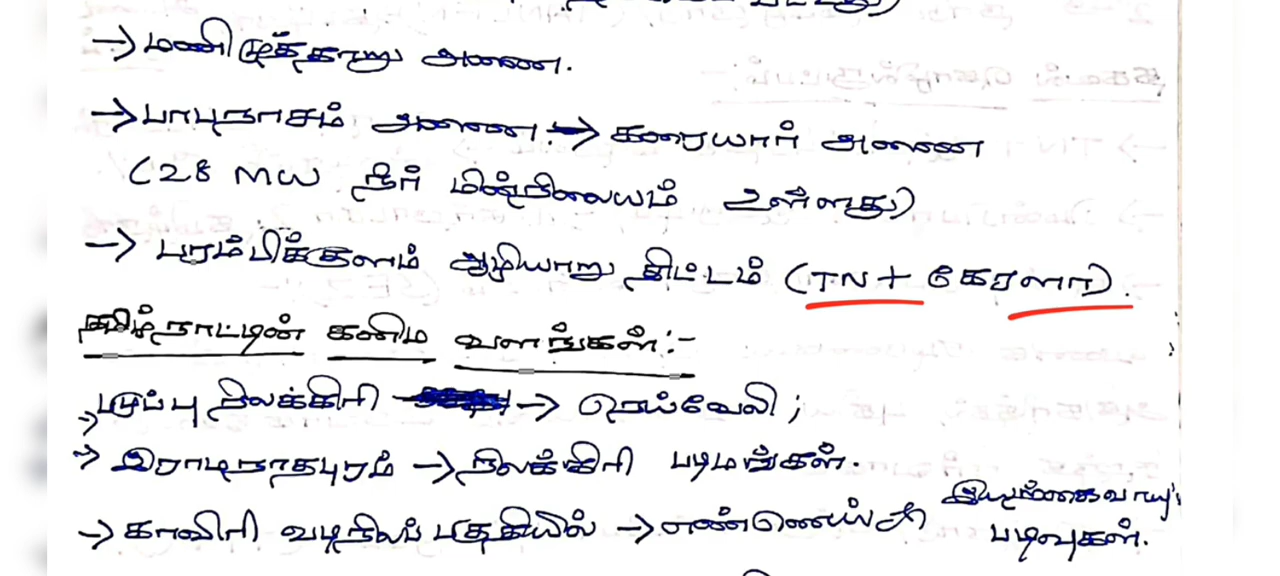 → மணிமுத்தாறு அணை.
→ பாபநாசம் அணை. → காரையார் அணை
(28 MW நீர் மின்நிலையம் உள்ளது)
→ பரம்பிக்குளம் ஆழியாறு திட்டம் (TN + கேரளா).
தமிழ்நாட்டின் கனிம வளங்கள் :-
→ பழுப்பு நிலக்கரி → நெய்வேலி ;
→ இராமநாதபுரம் → நிலக்கரி படிமங்கள்.
→ காவிரி வடிநிலப் பகுதியில் → எண்ணெய் & இயற்கைவாயு படிவுகள்.